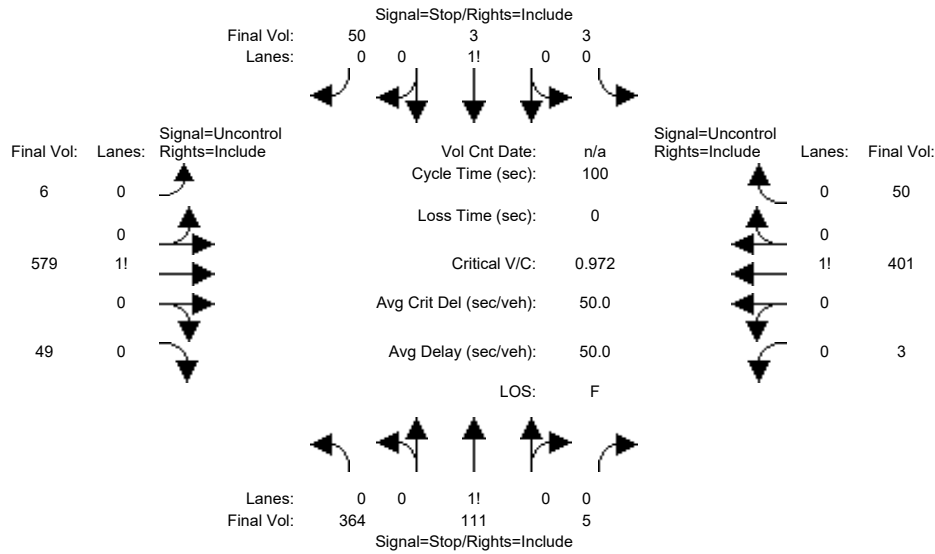 Signal=Stop/Rights=Include
Final Vol: 50 3 3
Lanes: 0 0 1! 0 0
Signal=Uncontrol Signal=Uncontrol
Final Vol: Lanes: Rights=Include Vol Cnt Date: n/a Rights=Include Lanes: Final Vol:
Cycle Time (sec): 100
6 0 0 50
Loss Time (sec): 0
0 0
579 1! Critical V/C: 0.972 1! 401
0 Avg Crit Del (sec/veh): 50.0 0
49 0 Avg Delay (sec/veh): 50.0 0 3
LOS: F
Lanes: 0 0 1! 0 0
Final Vol: 364 111 5
Signal=Stop/Rights=Include